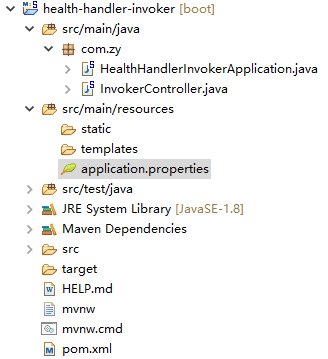 health-handler-invoker [boot]
src/main/java
com.zy
HealthHandlerInvokerApplication.java
InvokerController.java
src/main/resources
static
templates
application.properties
src/test/java
JRE System Library [JavaSE-1.8]
Maven Dependencies
src
target
HELP.md
mvnw
mvnw.cmd
pom.xml